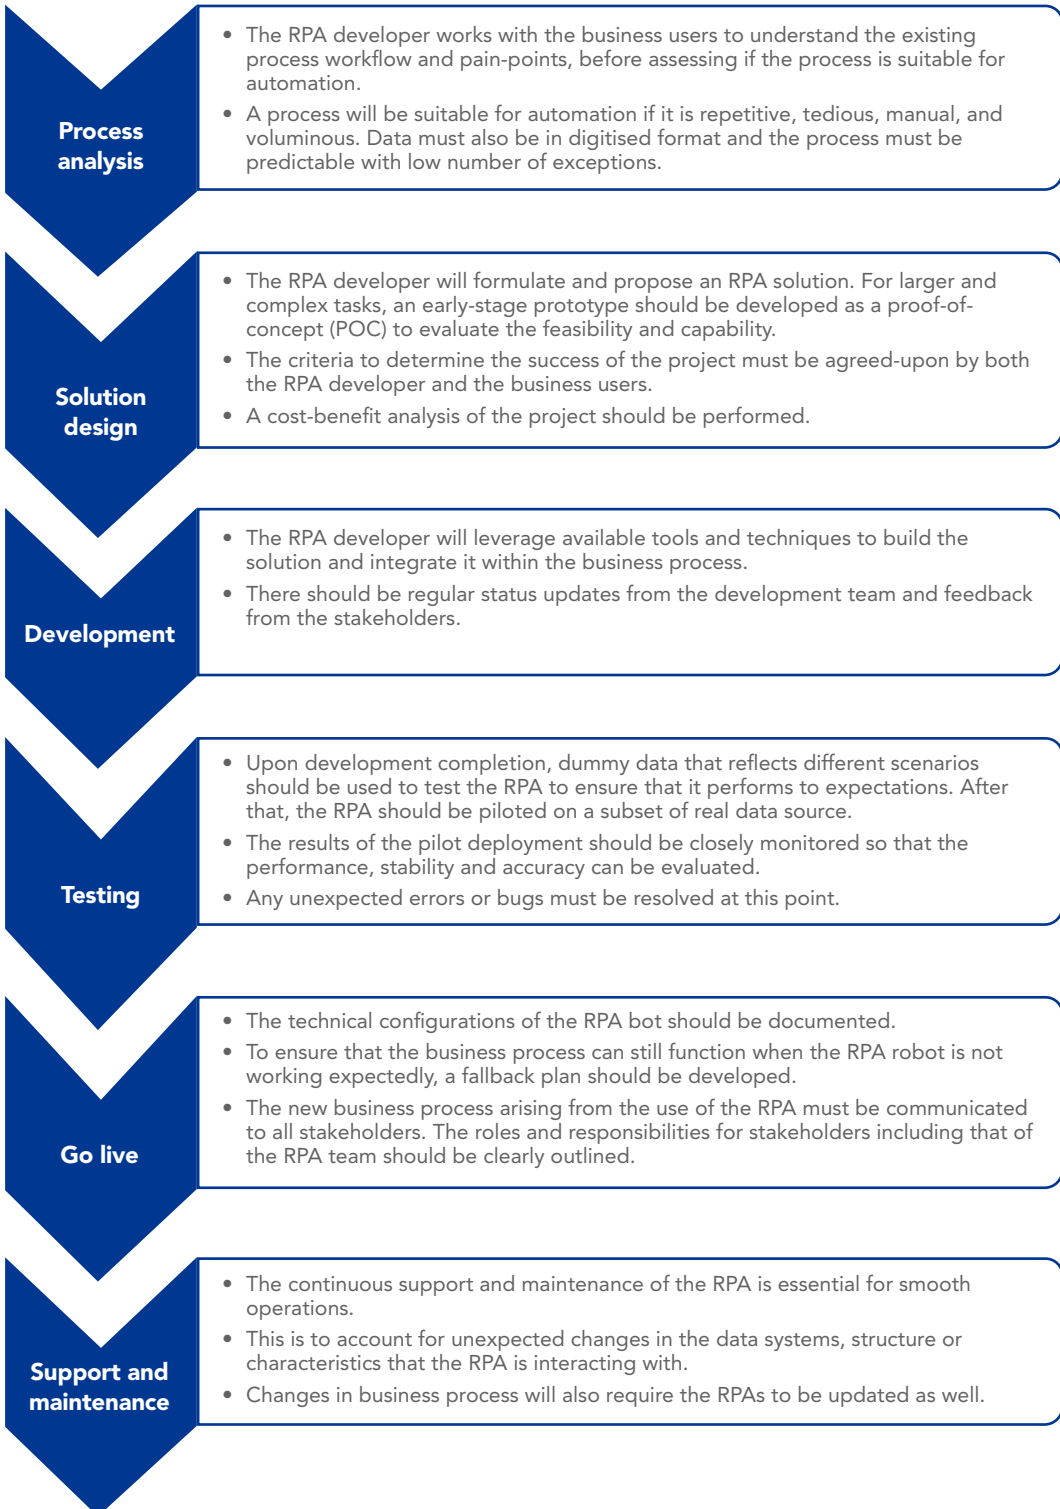 Process
analysis
• The RPA developer works with the business users to understand the existing
process workflow and pain-points, before assessing if the process is suitable for
automation.
• A process will be suitable for automation if it is repetitive, tedious, manual, and
voluminous. Data must also be in digitised format and the process must be
predictable with low number of exceptions.
Solution
design
• The RPA developer will formulate and propose an RPA solution. For larger and
complex tasks, an early-stage prototype should be developed as a proof-of-
concept (POC) to evaluate the feasibility and capability.
• The criteria to determine the success of the project must be agreed-upon by both
the RPA developer and the business users.
• A cost-benefit analysis of the project should be performed.
Development
• The RPA developer will leverage available tools and techniques to build the
solution and integrate it within the business process.
• There should be regular status updates from the development team and feedback
from the stakeholders.
Testing
• Upon development completion, dummy data that reflects different scenarios
should be used to test the RPA to ensure that it performs to expectations. After
that, the RPA should be piloted on a subset of real data source.
• The results of the pilot deployment should be closely monitored so that the
performance, stability and accuracy can be evaluated.
• Any unexpected errors or bugs must be resolved at this point.
Go live
• The technical configurations of the RPA bot should be documented.
• To ensure that the business process can still function when the RPA robot is not
working expectedly, a fallback plan should be developed.
• The new business process arising from the use of the RPA must be communicated
to all stakeholders. The roles and responsibilities for stakeholders including that of
the RPA team should be clearly outlined.
Support and
maintenance
• The continuous support and maintenance of the RPA is essential for smooth
operations.
• This is to account for unexpected changes in the data systems, structure or
characteristics that the RPA is interacting with.
• Changes in business process will also require the RPAs to be updated as well.